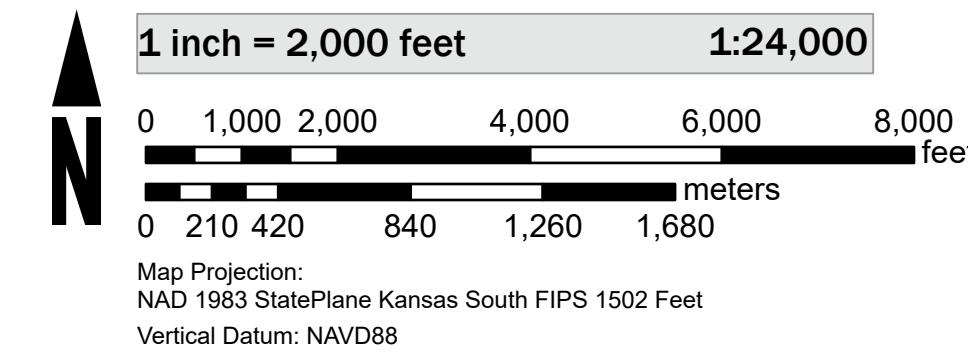 1 inch = 2,000 feet 1:24,000
0 1,000 2,000 4,000 6,000 8,000
feet
N
meters
0 210 420 840 1,260 1,680
Map Projection:
NAD 1983 StatePlane Kansas South FIPS 1502 Feet
Vertical Datum: NAVD88